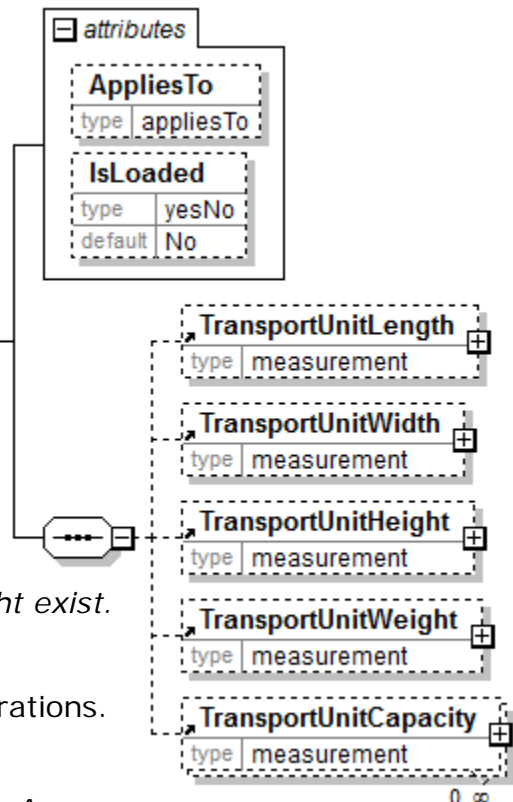 attributes
AppliesTo
type appliesTo
IsLoaded
type yesNo
default No
TransportUnitLength
type measurement
TransportUnitWidth
type measurement
TransportUnitHeight
type measurement
ht exist.
TransportUnitWeight
type measurement
rations.
TransportUnitCapacity
type measurement
0 ∞